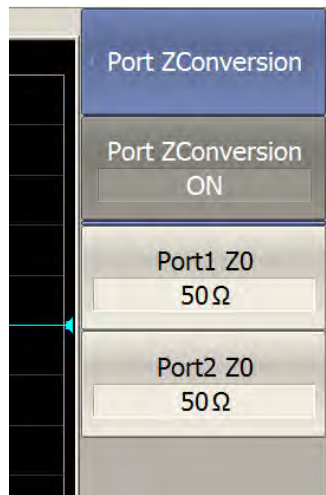 Port ZConversion
Port ZConversion
ON
Port1 Z0
50Ω
Port2 Z0
50Ω